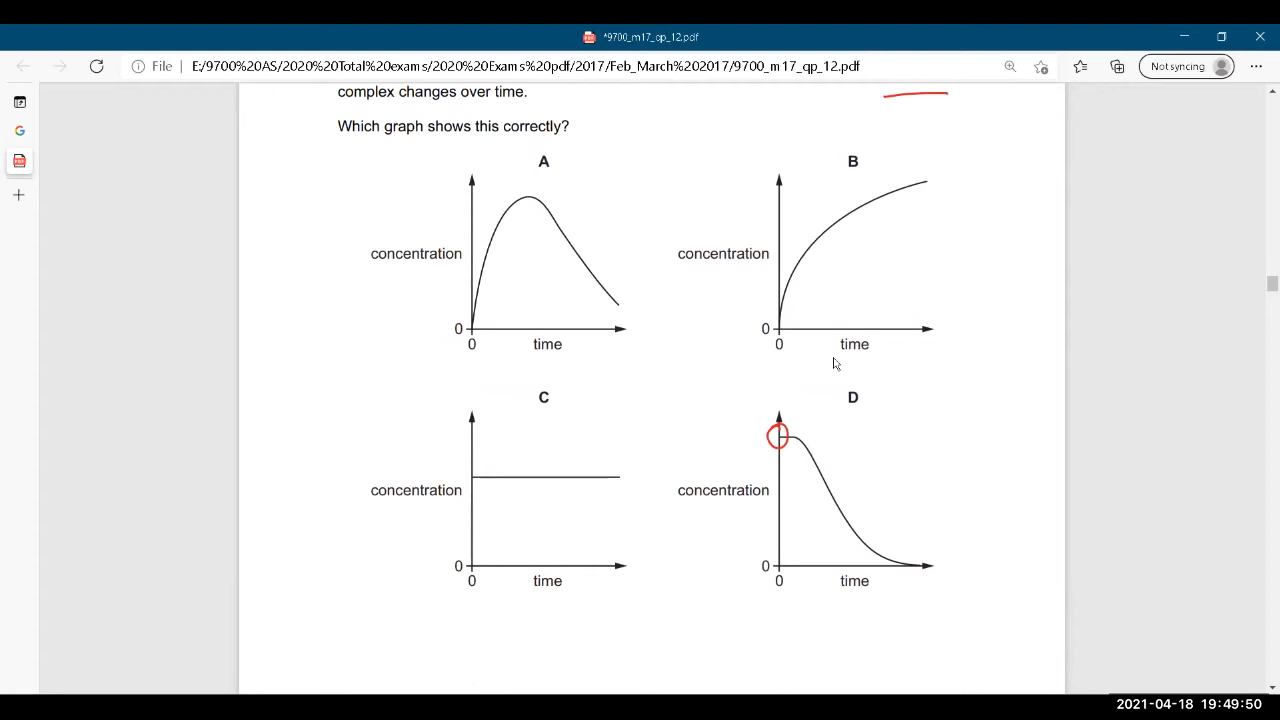 *9700_m17_qp_12.pdf
File
E:/9700%20AS/2020%20Total%20exams/2020%20Exams%20pdf/2017/Feb_March%202017/9700_m17_qp_12.pdf
Not syncing
complex changes over time.
Which graph shows this correctly?
A
B
concentration
concentration
0
0
0
time
0
time
C
D
concentration
concentration
0
0
0
time
0
time
2021-04-18 19:49:50